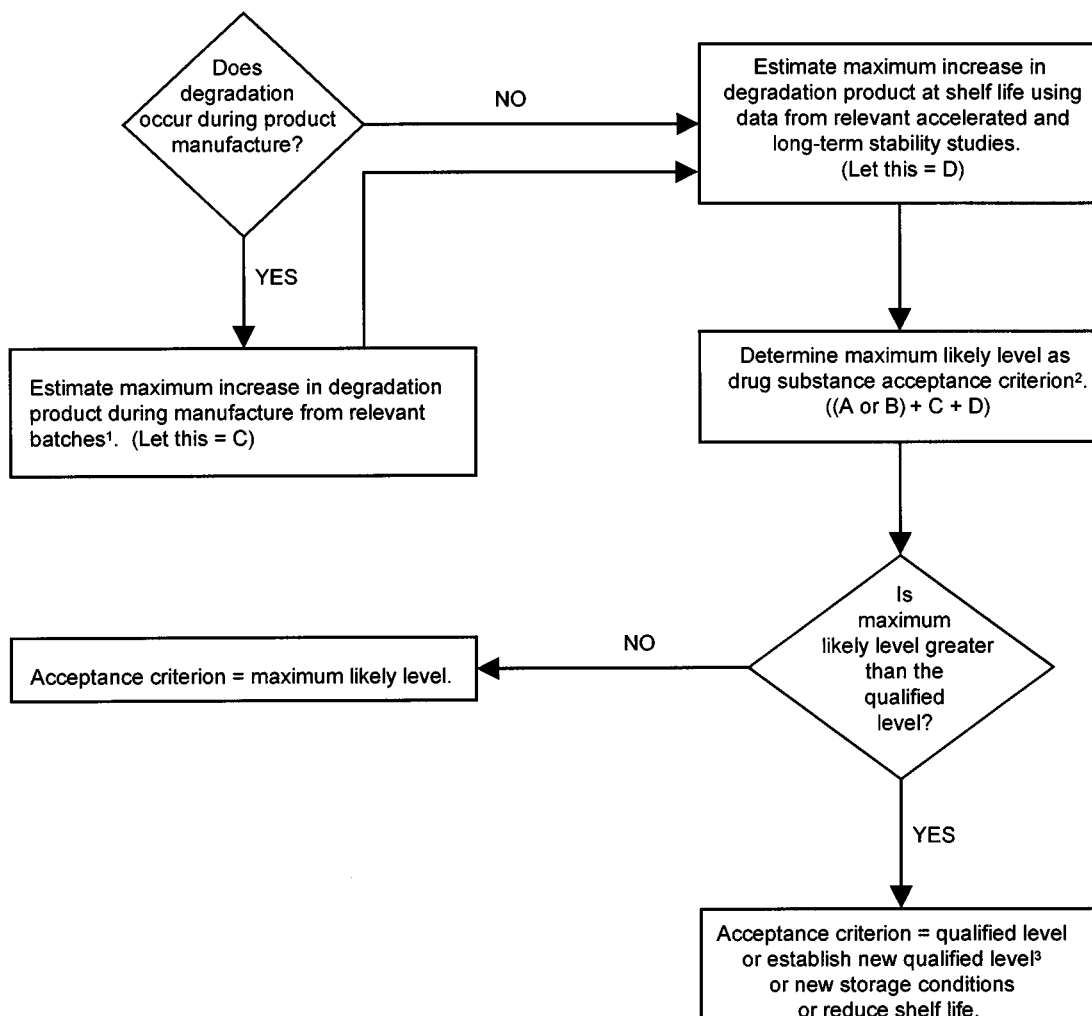 Does
degradation
occur during product
manufacture?
NO
Estimate maximum increase in
degradation product at shelf life using
data from relevant accelerated and
long-term stability studies.
(Let this = D)
YES
Estimate maximum increase in degradation
product during manufacture from relevant
batches¹. (Let this = C)
Determine maximum likely level as
drug substance acceptance criterion².
((A or B) + C + D)
Is
maximum
likely level greater
than the
qualified
level?
NO
Acceptance criterion = maximum likely level.
YES
Acceptance criterion = qualified level
or establish new qualified level³
or new storage conditions
or reduce shelf life.